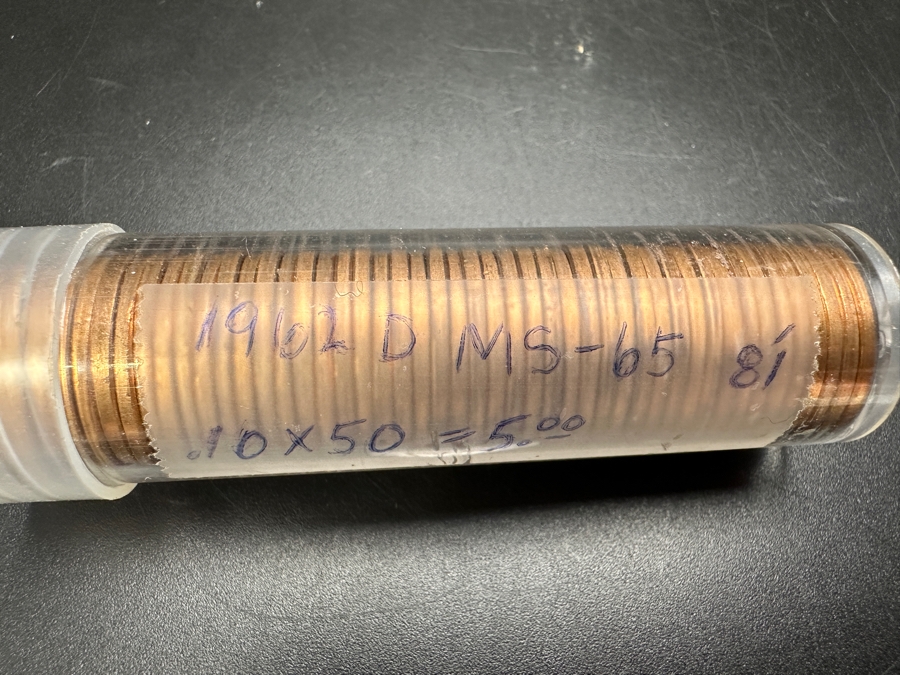 1962 D MS-65 81
.10 x 50 = 5.00